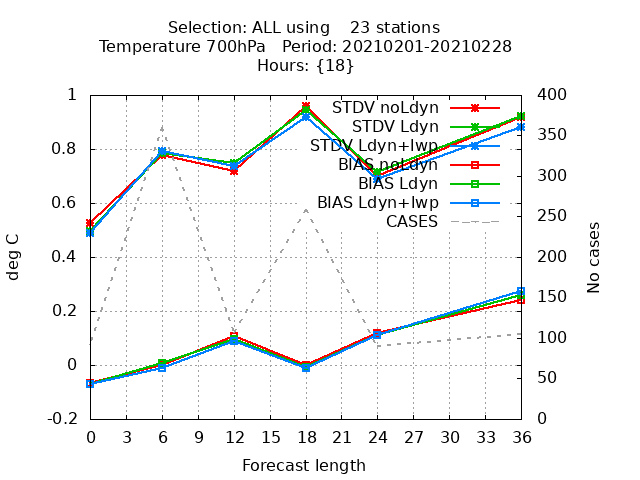 Selection: ALL using    23 stations
Temperature 700hPa   Period: 20210201-20210228
Hours: {18}
STDV noLdyn
STDV Ldyn
STDV Ldyn+lwp
BIAS noLdyn
BIAS Ldyn
BIAS Ldyn+lwp
CASES
1
0.8
0.6
0.4
0.2
0
-0.2
deg C
400
350
300
250
200
150
100
50
0
No cases
0 3 6 9 12 15 18 21 24 27 30 33 36
Forecast length